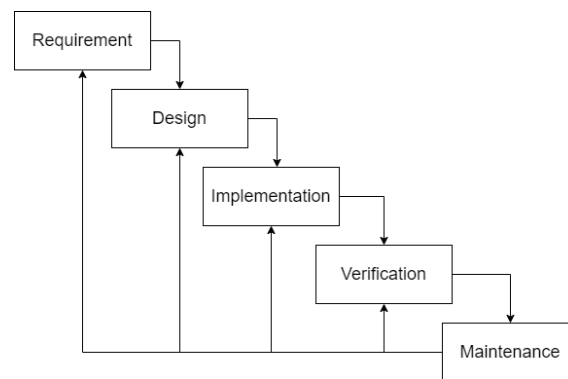 Requirement
Design
Implementation
Verification
Maintenance